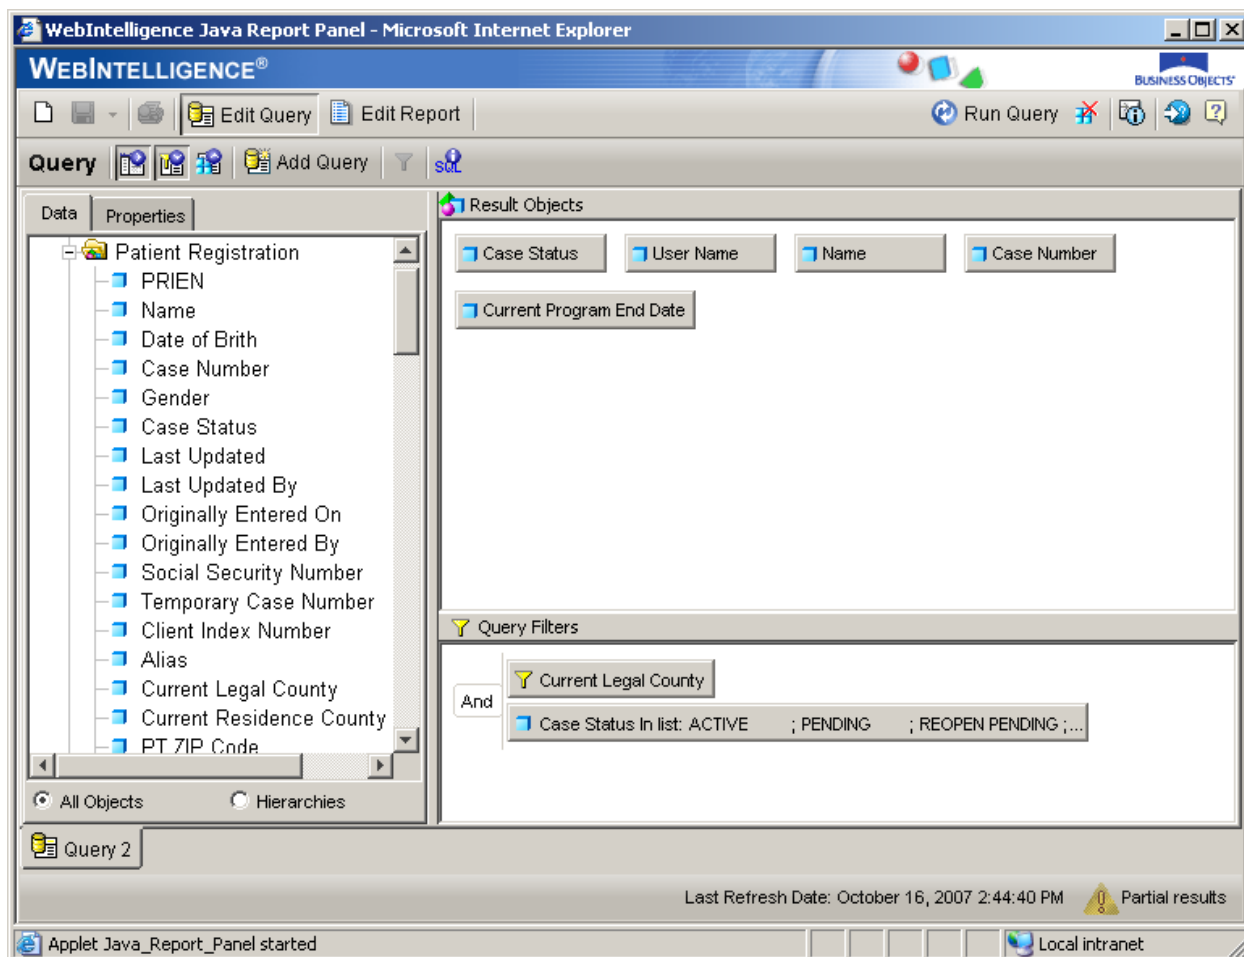 WebIntelligence Java Report Panel - Microsoft Internet Explorer
WEBINTELLIGENCE®
BUSINESS OBJECTS
Edit Query Edit Report Run Query
Query Add Query SQL
Data Properties
Patient Registration
PRIEN
Name
Date of Brith
Case Number
Gender
Case Status
Last Updated
Last Updated By
Originally Entered On
Originally Entered By
Social Security Number
Temporary Case Number
Client Index Number
Alias
Current Legal County
Current Residence County
PT ZIP Code
All Objects Hierarchies
Result Objects
Case Status User Name Name Case Number
Current Program End Date
Query Filters
And
Current Legal County
Case Status In list: ACTIVE ; PENDING ; REOPEN PENDING ;...
Query 2
Last Refresh Date: October 16, 2007 2:44:40 PM Partial results
Applet Java_Report_Panel started Local intranet